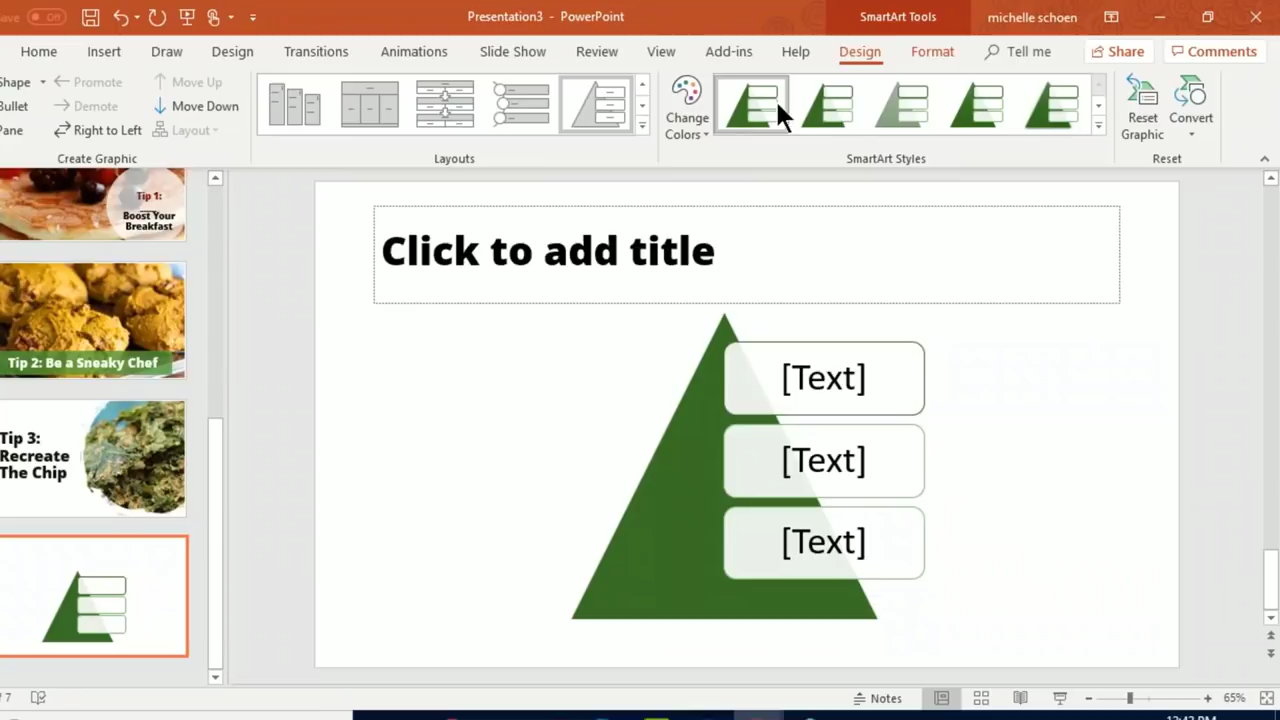 ave Off
Presentation3 - PowerPoint
SmartArt Tools
michelle schoen
Home Insert Draw Design Transitions Animations Slide Show Review View Add-ins Help Design Format Tell me Share Comments
Shape Promote Move Up
Bullet Demote Move Down
Pane Right to Left Layout
Change
Colors
Reset
Graphic
Convert
Create Graphic Layouts SmartArt Styles Reset
Tip 1:
Boost Your
Breakfast
Tip 2: Be a Sneaky Chef
Tip 3:
Recreate
The Chip
Click to add title
[Text]
[Text]
[Text]
7 Notes 65%